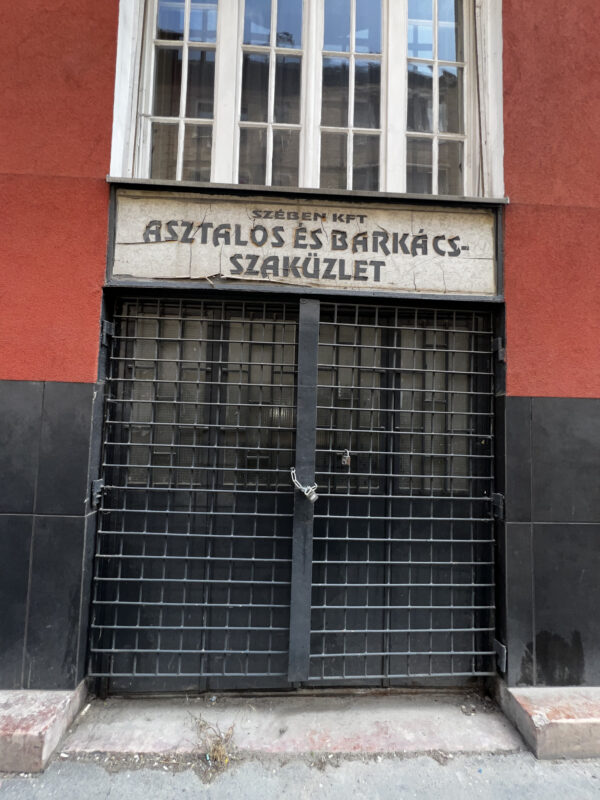 SZÉBEN KFT
ASZTALOS ÉS BARKÁCS-
SZAKÜZLET